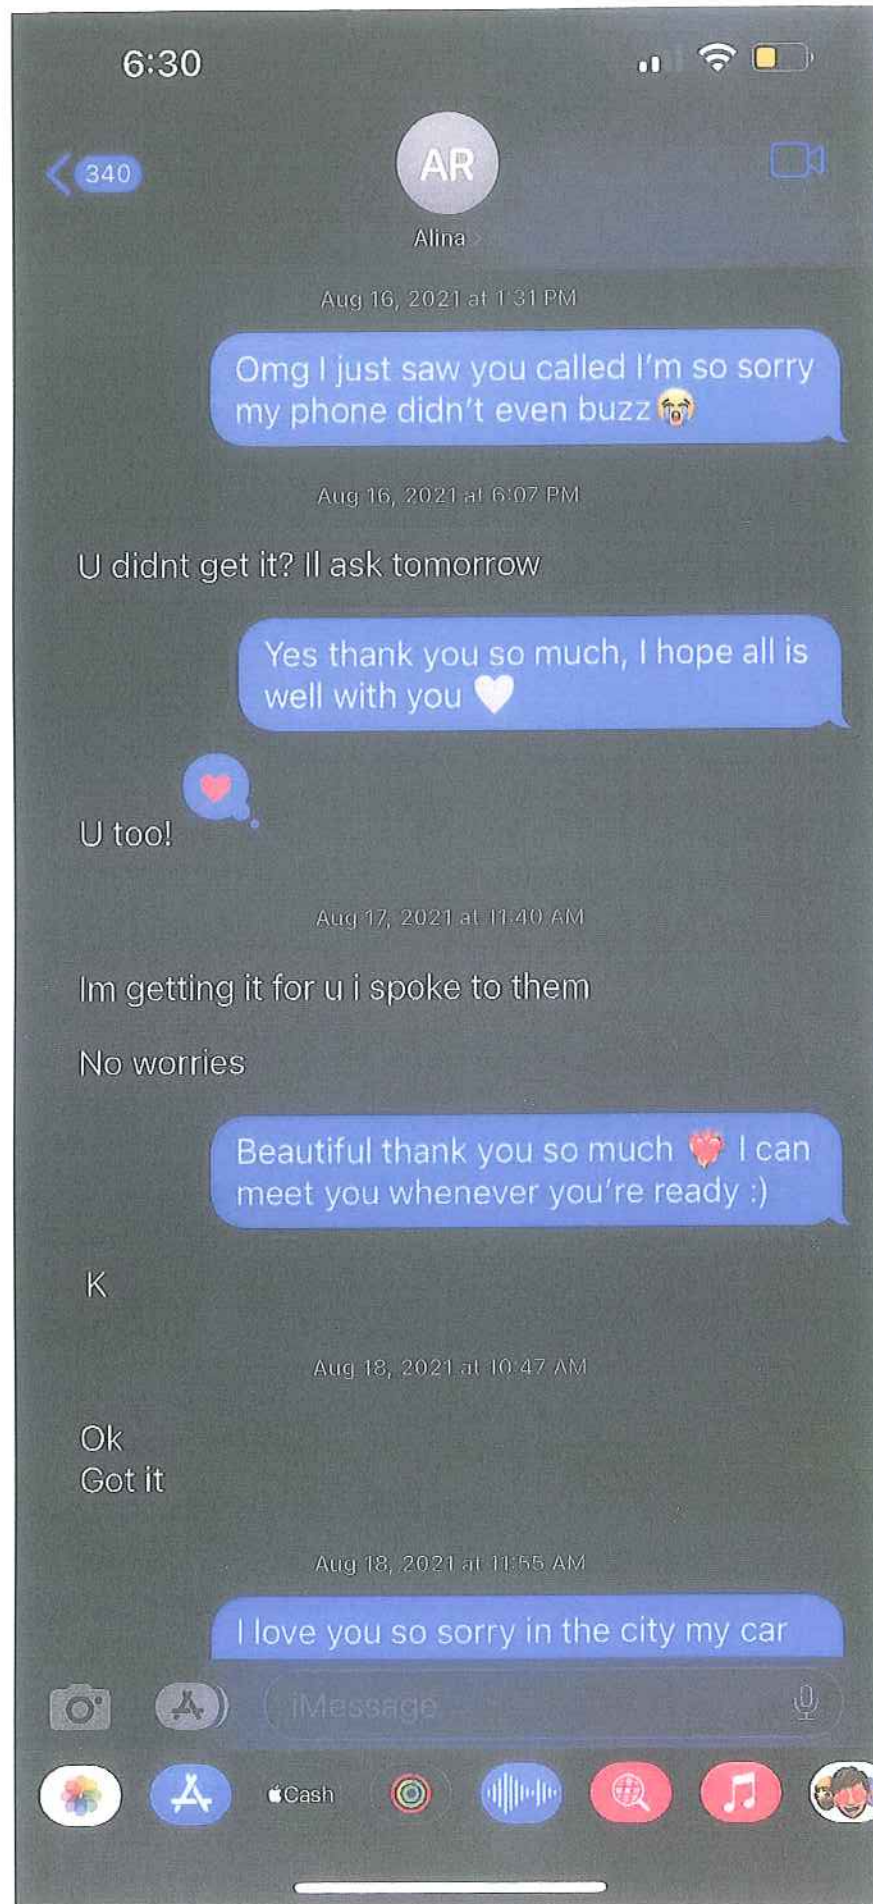 6:30
340
AR
Alina
Aug 16, 2021 at 1:31 PM
Omg I just saw you called I'm so sorry
my phone didn't even buzz😭
Aug 16, 2021 at 6:07 PM
U didnt get it? Il ask tomorrow
Yes thank you so much, I hope all is
well with you 🤍
U too!
Aug 17, 2021 at 11:40 AM
Im getting it for u i spoke to them
No worries
Beautiful thank you so much 💖 I can
meet you whenever you're ready :)
K
Aug 18, 2021 at 10:47 AM
Ok
Got it
Aug 18, 2021 at 11:55 AM
I love you so sorry in the city my car
iMessage
Cash